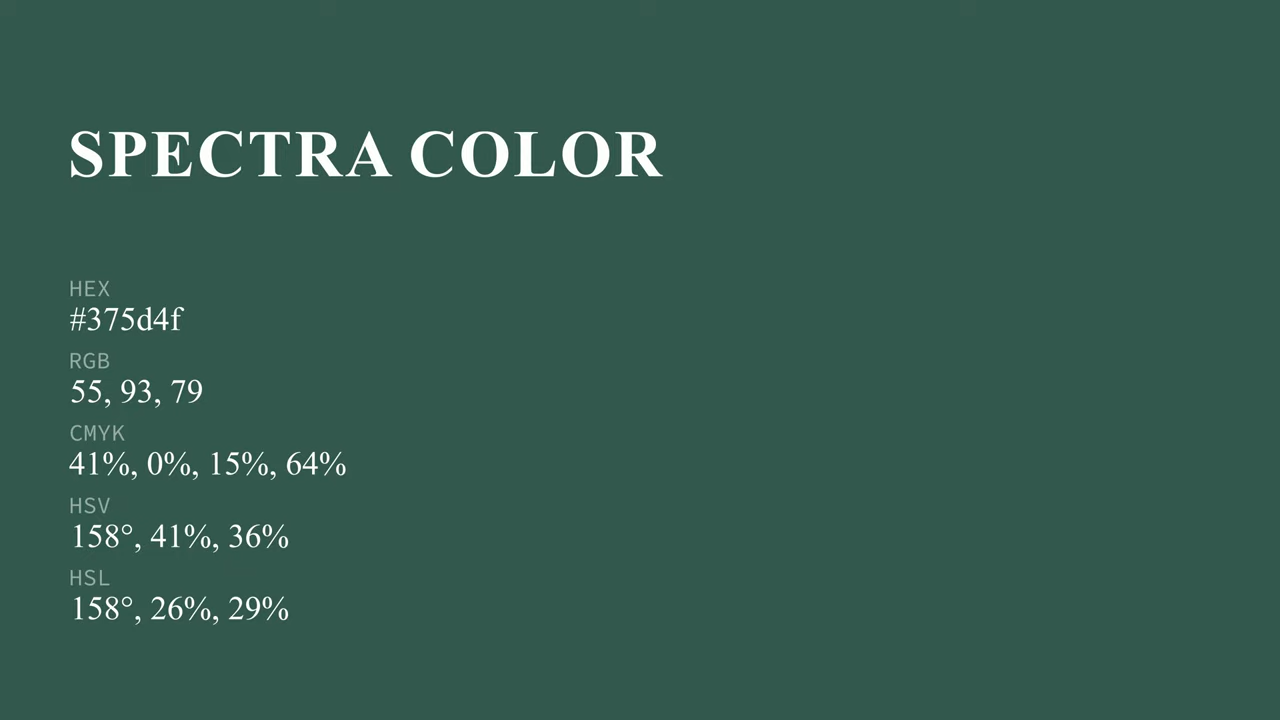 SPECTRA COLOR
HEX
#375d4f
RGB
55, 93, 79
CMYK
41%, 0%, 15%, 64%
HSV
158°, 41%, 36%
HSL
158°, 26%, 29%